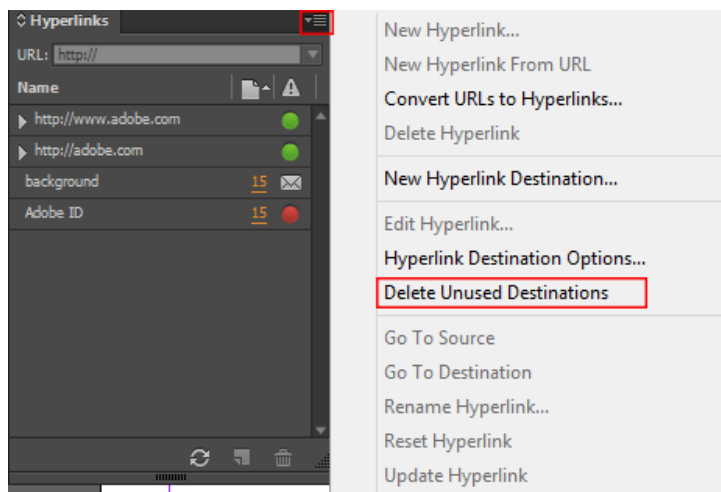 Hyperlinks
URL: http://
Name
http://www.adobe.com
http://adobe.com
background 15
Adobe ID 15
New Hyperlink...
New Hyperlink From URL
Convert URLs to Hyperlinks...
Delete Hyperlink
New Hyperlink Destination...
Edit Hyperlink...
Hyperlink Destination Options...
Delete Unused Destinations
Go To Source
Go To Destination
Rename Hyperlink...
Reset Hyperlink
Update Hyperlink